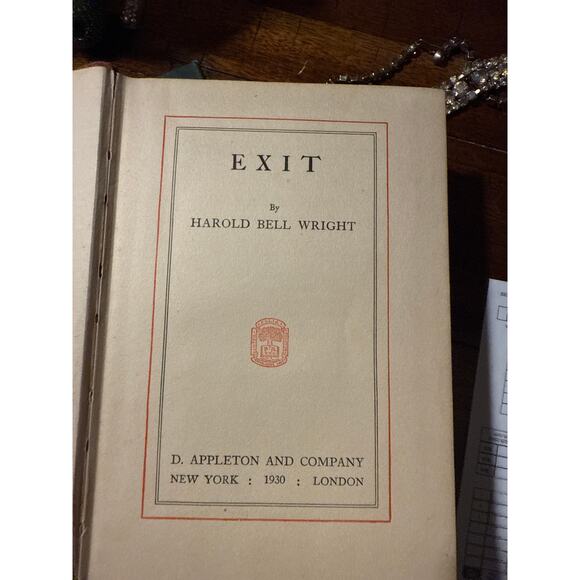 EXIT
By
HAROLD BELL WRIGHT
D. APPLETON AND COMPANY
NEW YORK : 1930 : LONDON